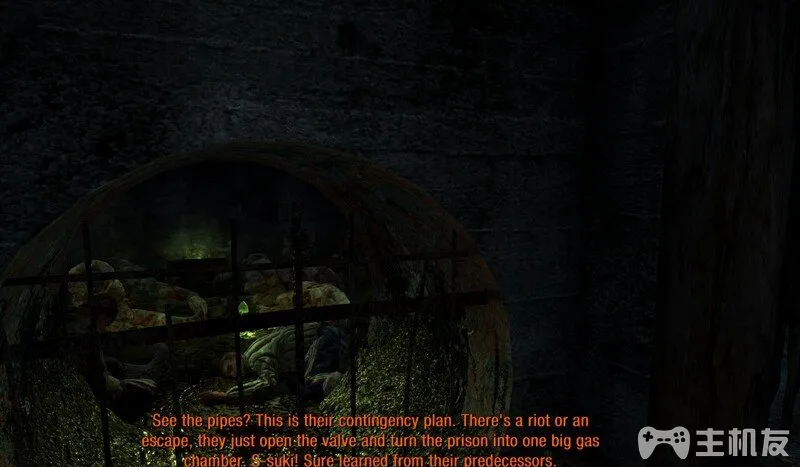 See the pipes? This is their contingency plan. There's a riot or an
escape, they just open the valve and turn the prison into one big gas
chamber. S-suki! Sure learned from their predecessors.
主机友